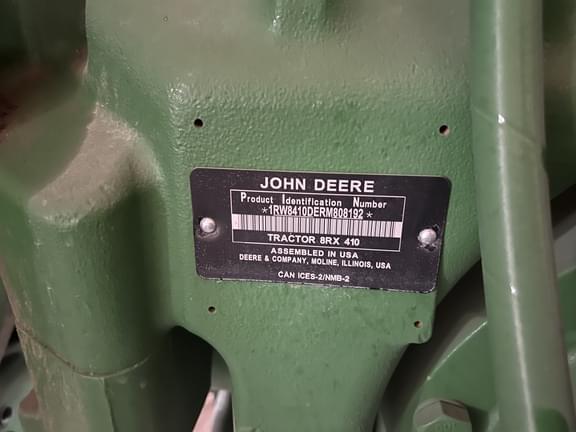 JOHN DEERE
Product Identification Number
*1RW8410DERM808192*
TRACTOR 8RX 410
ASSEMBLED IN USA
DEERE & COMPANY, MOLINE, ILLINOIS, USA
CAN ICES-2/NMB-2